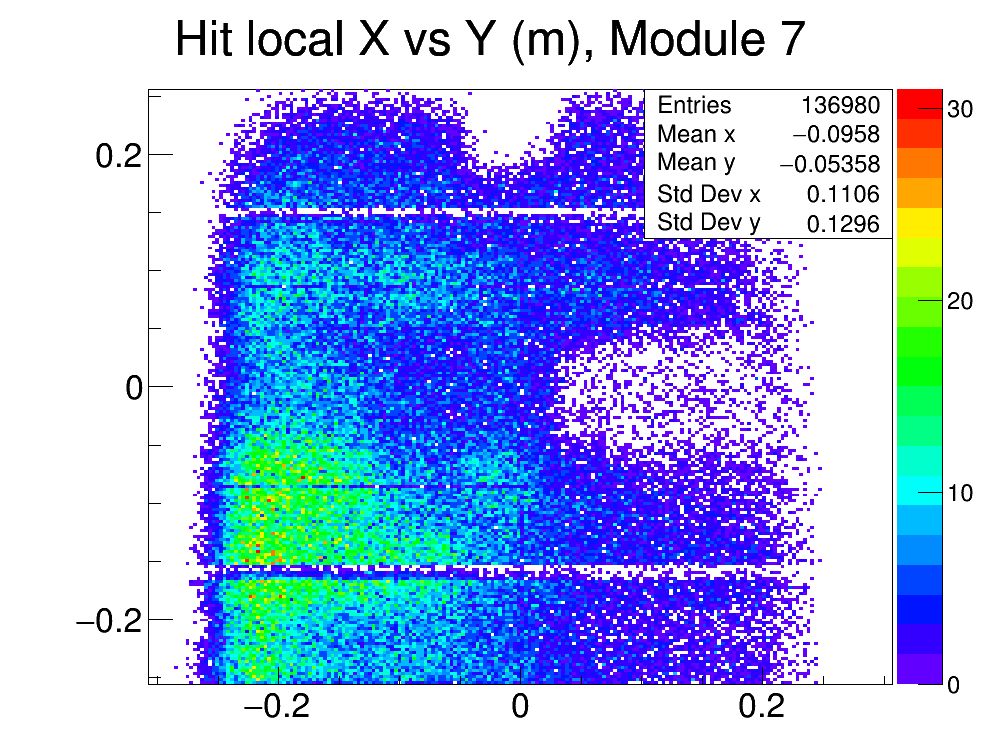 Hit local X vs Y (m), Module 7
Entries 136980
Mean x −0.0958
Mean y −0.05358
Std Dev x 0.1106
Std Dev y 0.1296
0.2
0
−0.2
−0.2 0 0.2
30
20
10
0